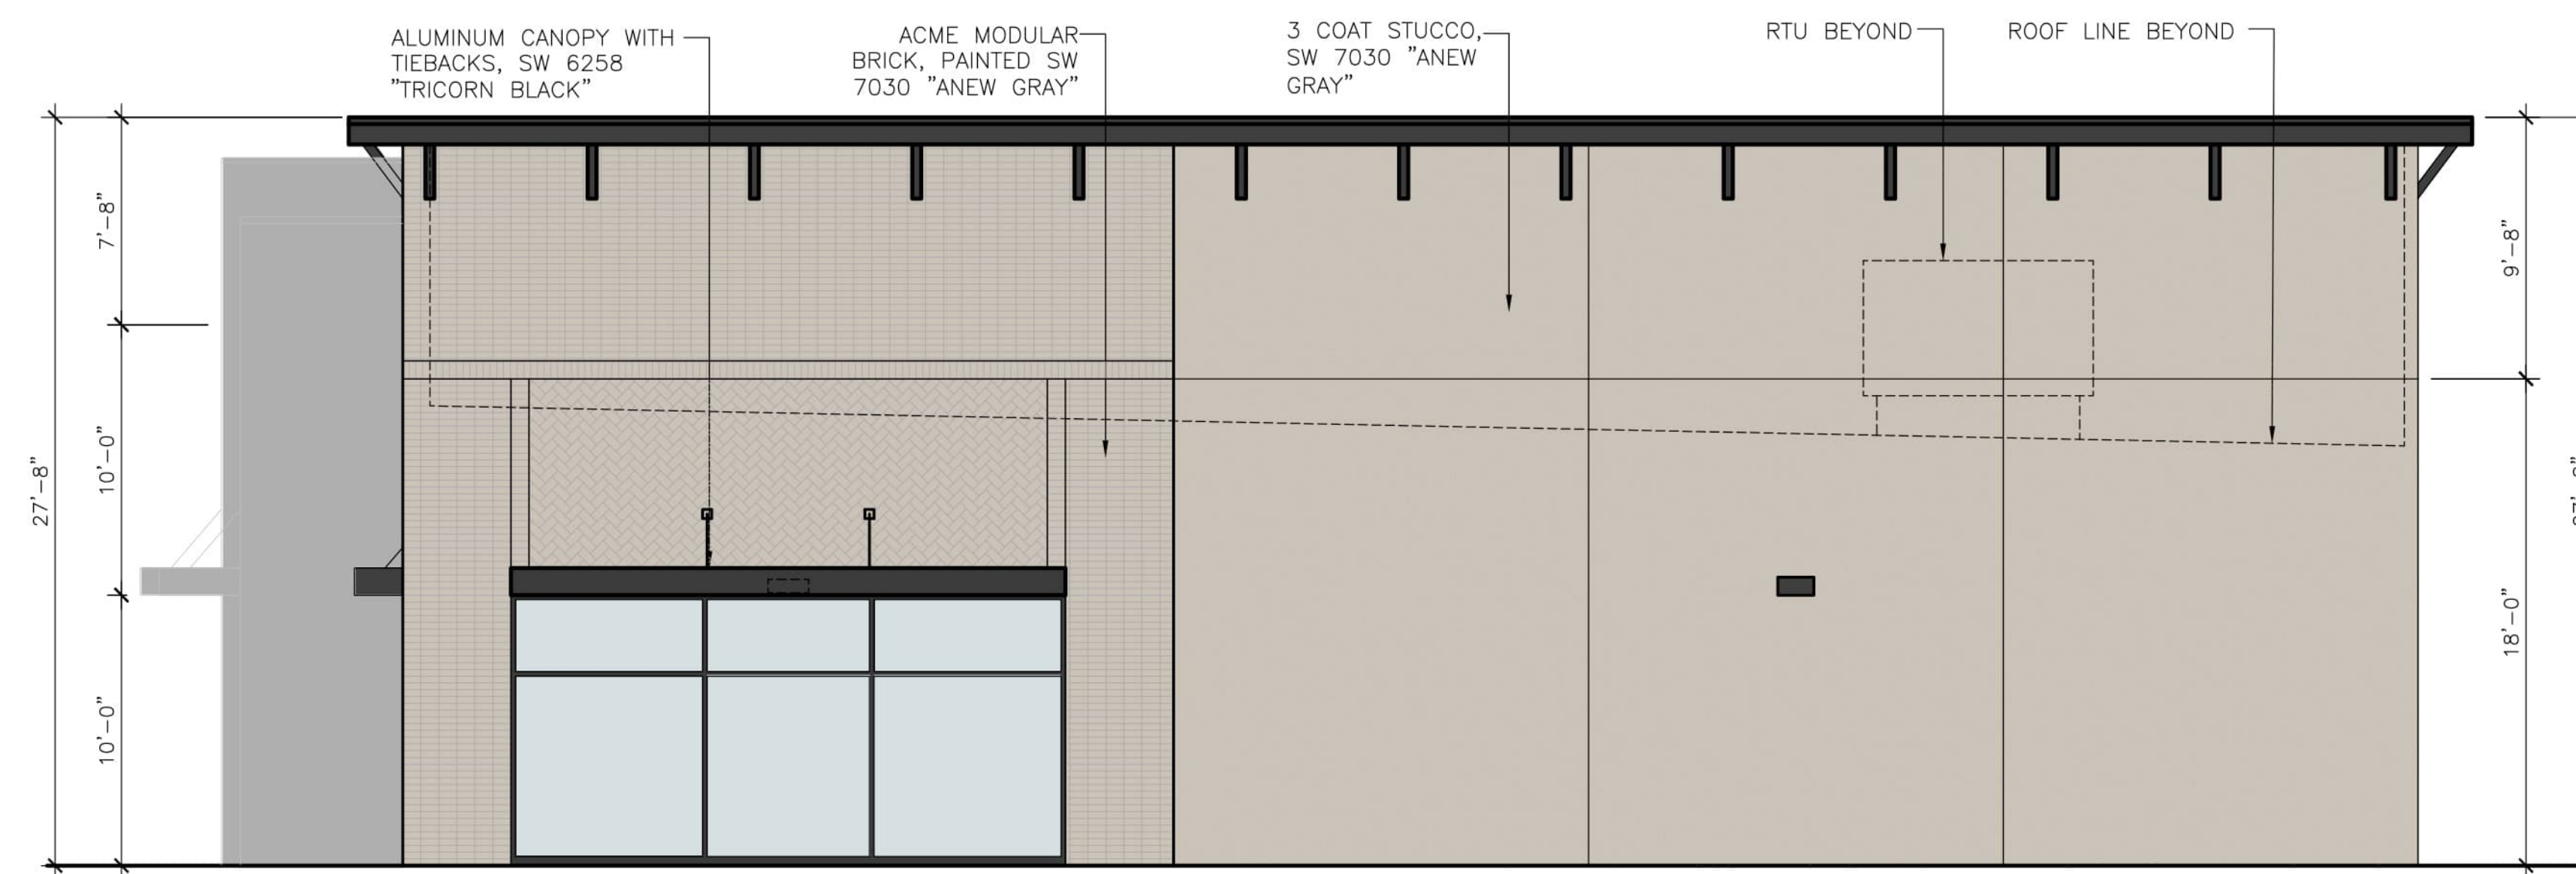 ALUMINUM CANOPY WITH
TIEBACKS, SW 6258
"TRICORN BLACK"
ACME MODULAR
BRICK, PAINTED SW
7030 "ANEW GRAY"
3 COAT STUCCO,
SW 7030 "ANEW
GRAY"
RTU BEYOND
ROOF LINE BEYOND
27'-8"
7'-8"
10'-0"
10'-0"
9'-8"
18'-0"